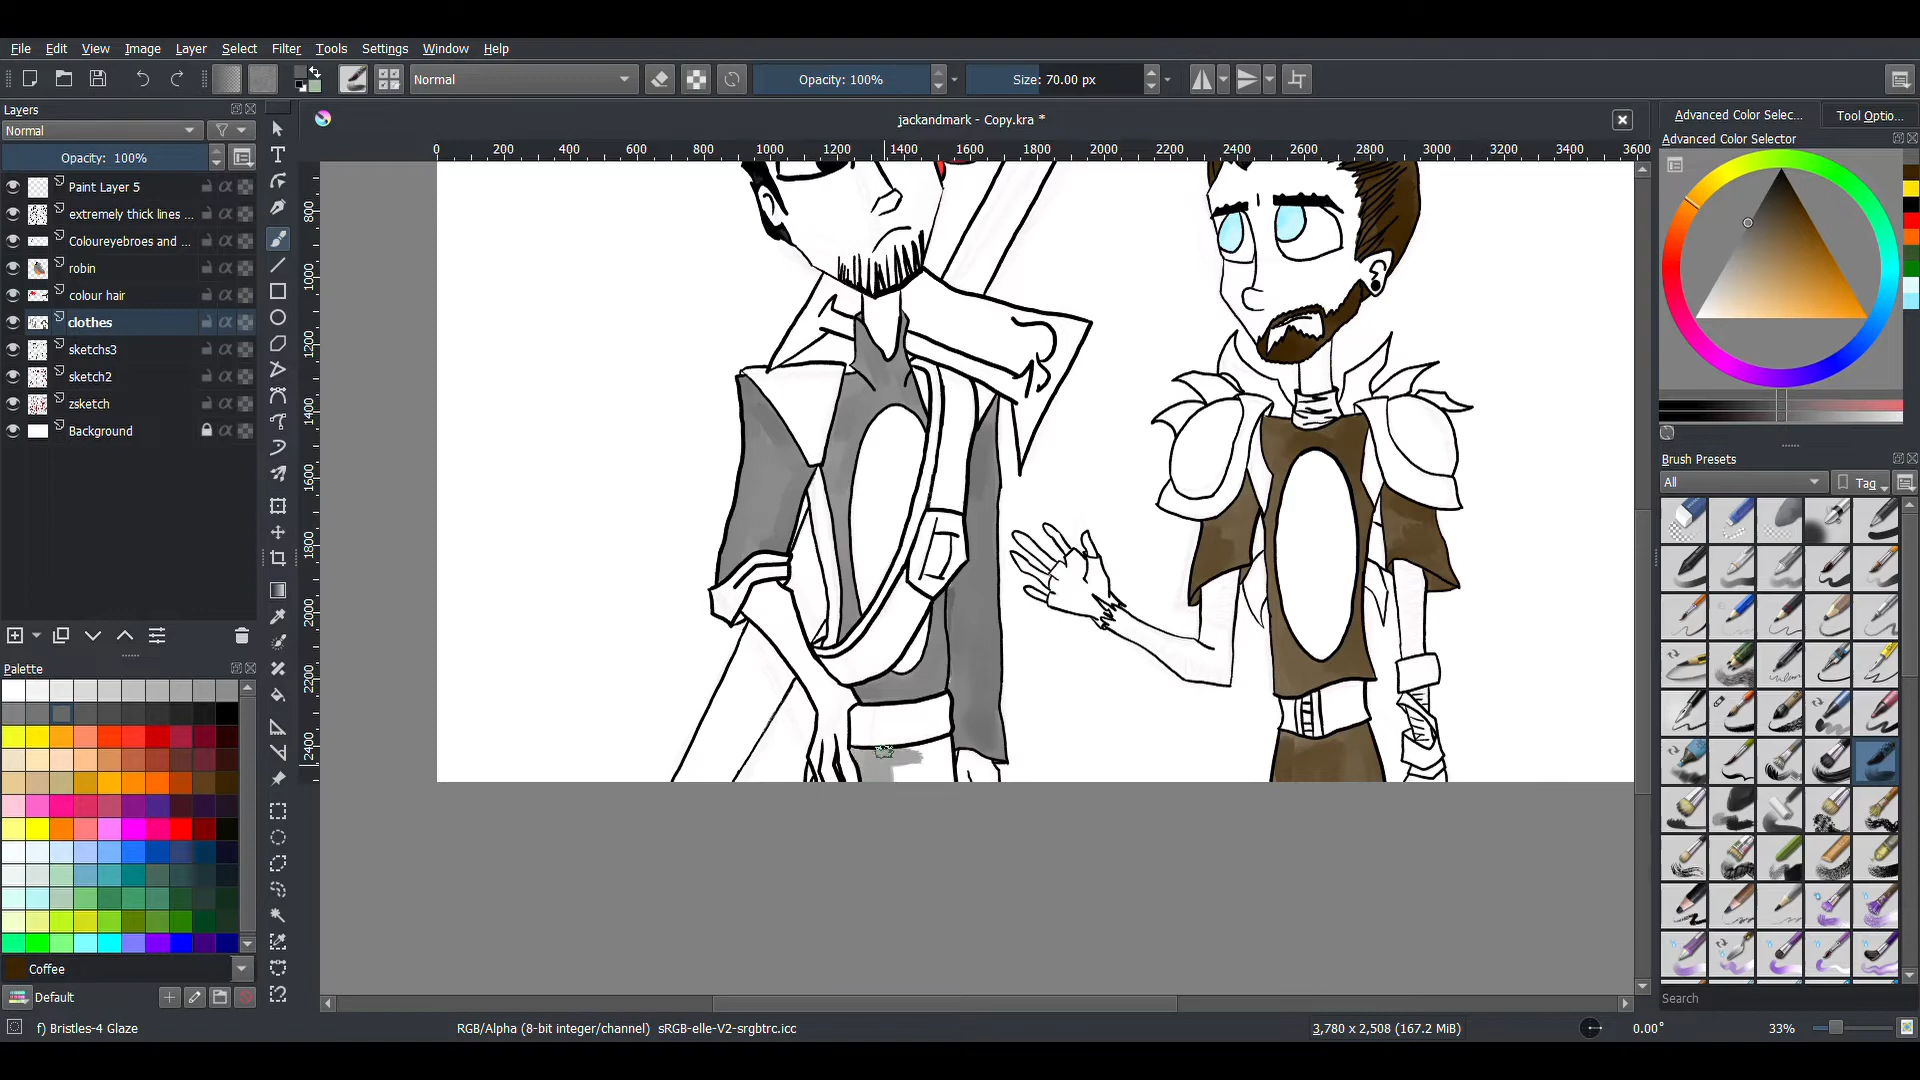 File Edit View Image Layer Select Filter Tools Settings Window Help
Normal Opacity: 100% Size: 70.00 px
Layers
Normal
Opacity: 100%
Paint Layer 5
extremely thick lines ...
Coloureyebroes and ...
robin
colour hair
clothes
sketchs3
sketch2
zsketch
Background
Palette
Coffee
Default
f) Bristles-4 Glaze
jackandmark - Copy.kra *
0 200 400 600 800 1000 1200 1400 1600 1800 2000 2200 2400 2600 2800 3000 3200 3400 3600
800
1000
1200
1400
1600
1800
2000
2200
2400
Advanced Color Selec... Tool Optio...
Advanced Color Selector
Brush Presets
All Tag
Search
RGB/Alpha (8-bit integer/channel) sRGB-elle-V2-srgbtrc.icc
3,780 x 2,508 (167.2 MiB)
0.00°
33%